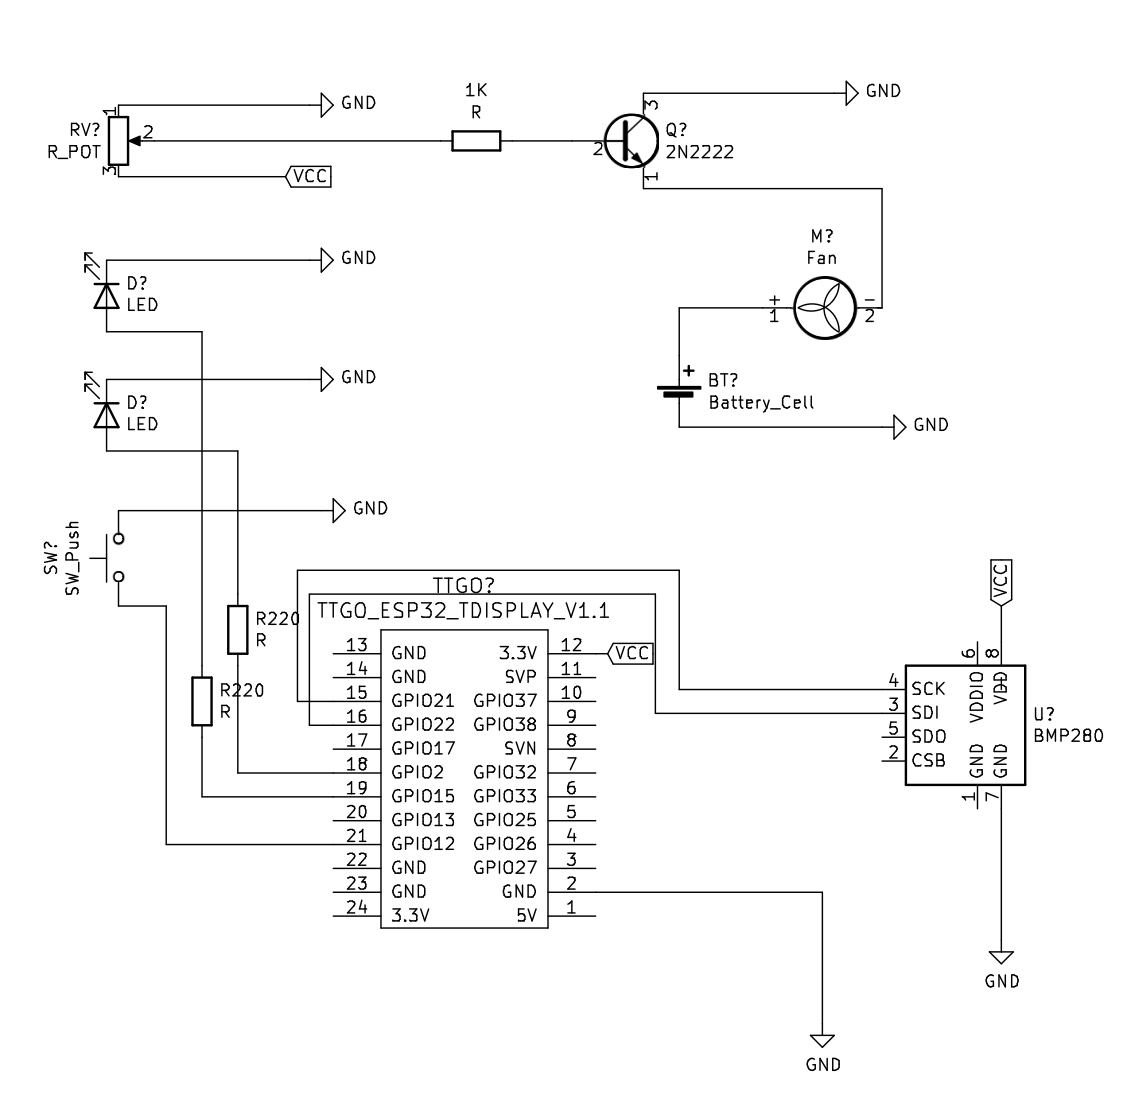 1K
R
GND
3
GND
1
RV?
R_POT
2
3
VCC
2
Q?
2N2222
1
GND
D?
LED
M?
Fan
+
1
−
2
GND
D?
LED
+
BT?
Battery_Cell
GND
GND
SW?
SW_Push
TTGO?
TTGO_ESP32_TDISPLAY_V1.1
R220
R
R220
R
13 GND 3.3V 12 VCC
14 GND SVP 11
15 GPIO21 GPIO37 10
16 GPIO22 GPIO38 9
17 GPIO17 SVN 8
18 GPIO2 GPIO32 7
19 GPIO15 GPIO33 6
20 GPIO13 GPIO25 5
21 GPIO12 GPIO26 4
22 GND GPIO27 3
23 GND GND 2
24 3.3V 5V 1
VCC
6
8
4 SCK
3 SDI
5 SDO
2 CSB
VDDIO
VDD
GND
GND
1
7
U?
BMP280
GND
GND